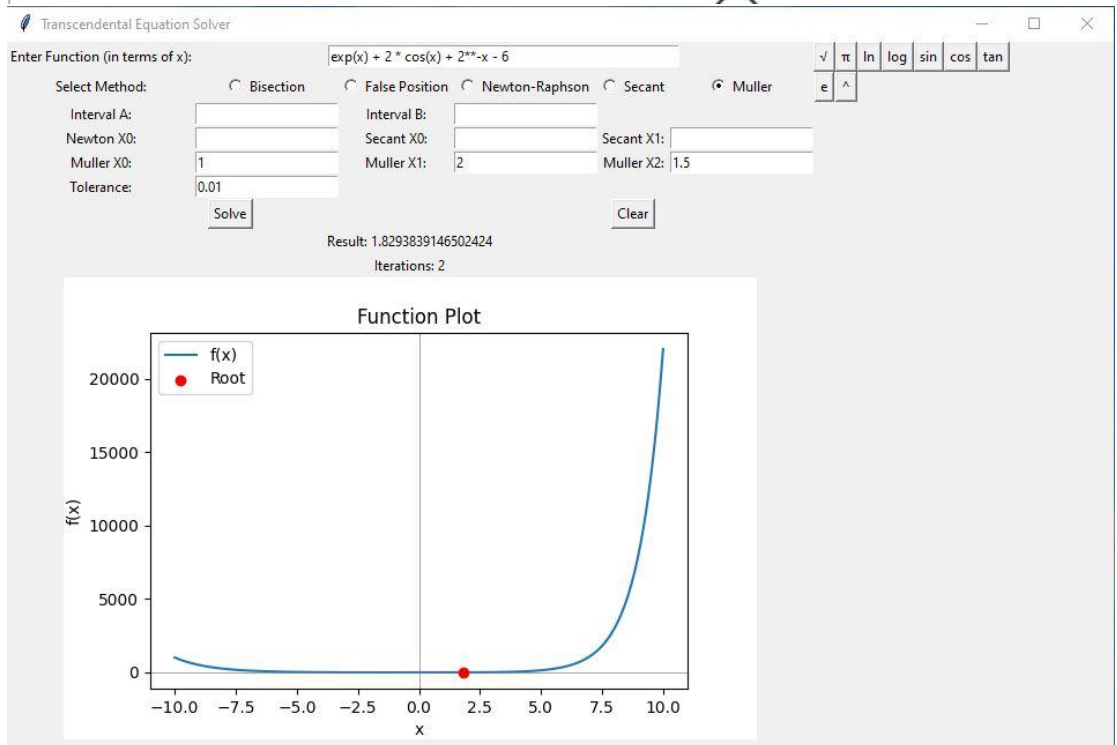 Transcendental Equation Solver
Enter Function (in terms of x): exp(x) + 2 * cos(x) + 2**-x - 6 √ π ln log sin cos tan
Select Method: Bisection False Position Newton-Raphson Secant Muller e ^
Interval A: Interval B:
Newton X0: Secant X0: Secant X1:
Muller X0: 1 Muller X1: 2 Muller X2: 1.5
Tolerance: 0.01
Solve Clear
Result: 1.8293839146502424
Iterations: 2
Function Plot
f(x)
Root
20000
15000
10000
5000
0
f(x)
−10.0 −7.5 −5.0 −2.5 0.0 2.5 5.0 7.5 10.0
x